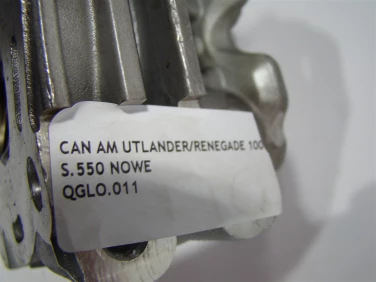 CAN AM UTLANDER/RENEGADE 100
S.550 NOWE
QGLO.011